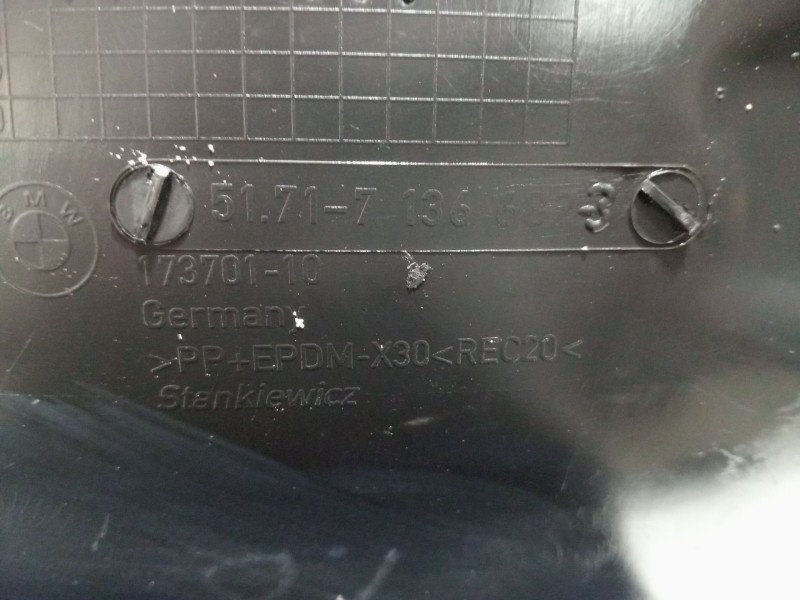 BMW
51.71-7 136
173701-10
Germany
>PP+EPDM-X30<REC20<
Stankiewicz